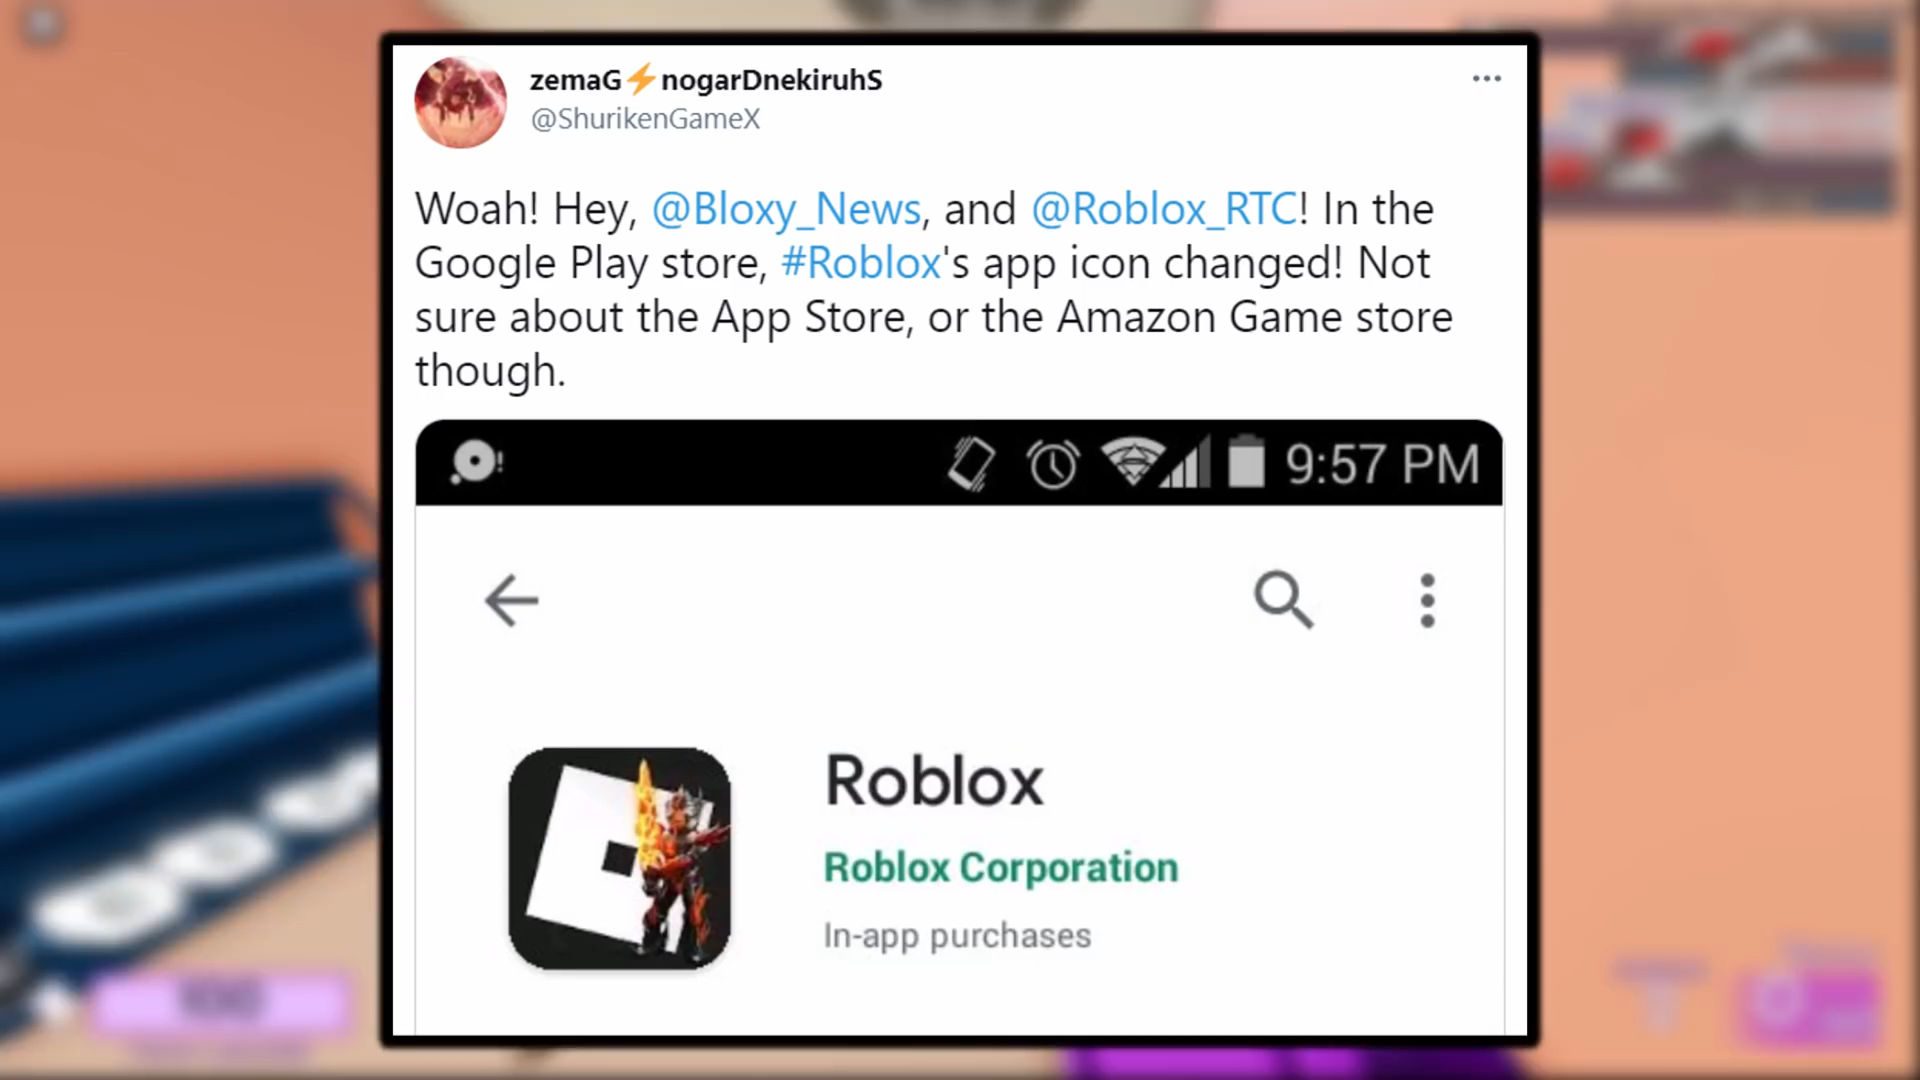 zemaG⚡nogarDnekiruhS
@ShurikenGameX
Woah! Hey, @Bloxy_News, and @Roblox_RTC! In the
Google Play store, #Roblox's app icon changed! Not
sure about the App Store, or the Amazon Game store
though.
9:57 PM
Roblox
Roblox Corporation
In-app purchases